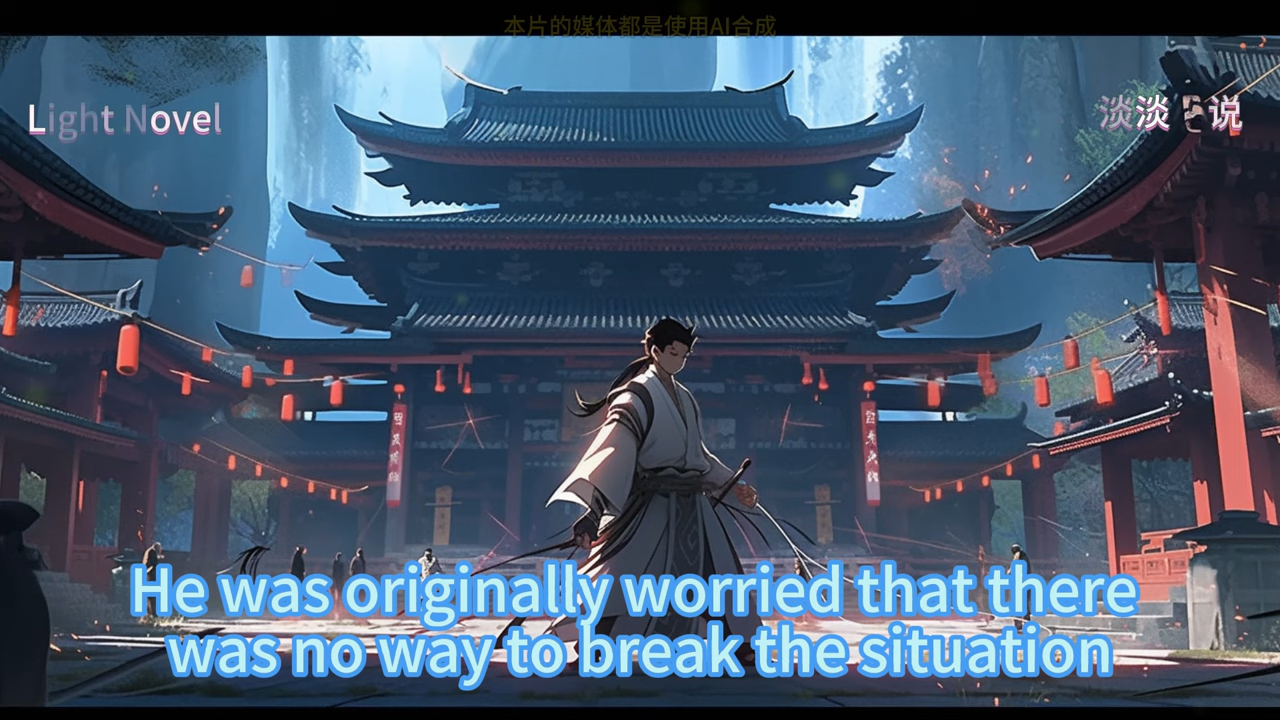 本片的媒体都是使用AI合成
Light Novel
淡淡 说
He was originally worried that there
was no way to break the situation